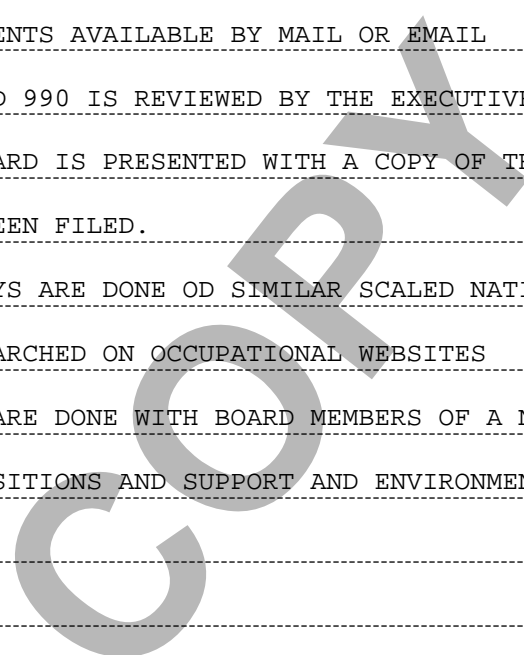 ENTS AVAILABLE BY MAIL OR EMAIL
D 990 IS REVIEWED BY THE EXECUTIVE
ARD IS PRESENTED WITH A COPY OF TH
EEN FILED.
YS ARE DONE OD SIMILAR SCALED NATI
ARCHED ON OCCUPATIONAL WEBSITES
ARE DONE WITH BOARD MEMBERS OF A N
SITIONS AND SUPPORT AND ENVIRONMEN
COPY